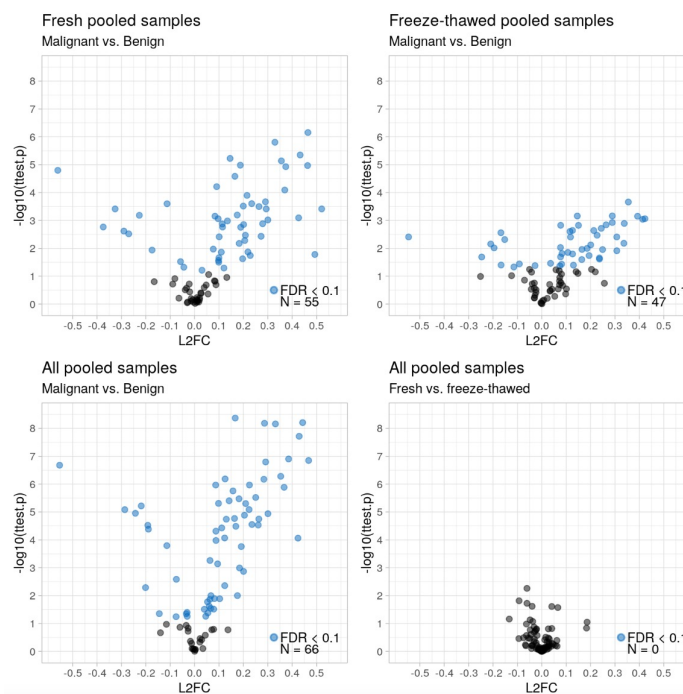 Fresh pooled samples
Malignant vs. Benign
-log10(ttest.p)
8
7
6
5
4
3
2
1
0
FDR < 0.1
N = 55
-0.5 -0.4 -0.3 -0.2 -0.1 0.0 0.1 0.2 0.3 0.4 0.5
L2FC
Freeze-thawed pooled samples
Malignant vs. Benign
-log10(ttest.p)
8
7
6
5
4
3
2
1
0
FDR < 0.1
N = 47
-0.5 -0.4 -0.3 -0.2 -0.1 0.0 0.1 0.2 0.3 0.4 0.5
L2FC
All pooled samples
Malignant vs. Benign
-log10(ttest.p)
8
7
6
5
4
3
2
1
0
FDR < 0.1
N = 66
-0.5 -0.4 -0.3 -0.2 -0.1 0.0 0.1 0.2 0.3 0.4 0.5
L2FC
All pooled samples
Fresh vs. freeze-thawed
-log10(ttest.p)
8
7
6
5
4
3
2
1
0
FDR < 0.1
N = 0
-0.5 -0.4 -0.3 -0.2 -0.1 0.0 0.1 0.2 0.3 0.4 0.5
L2FC